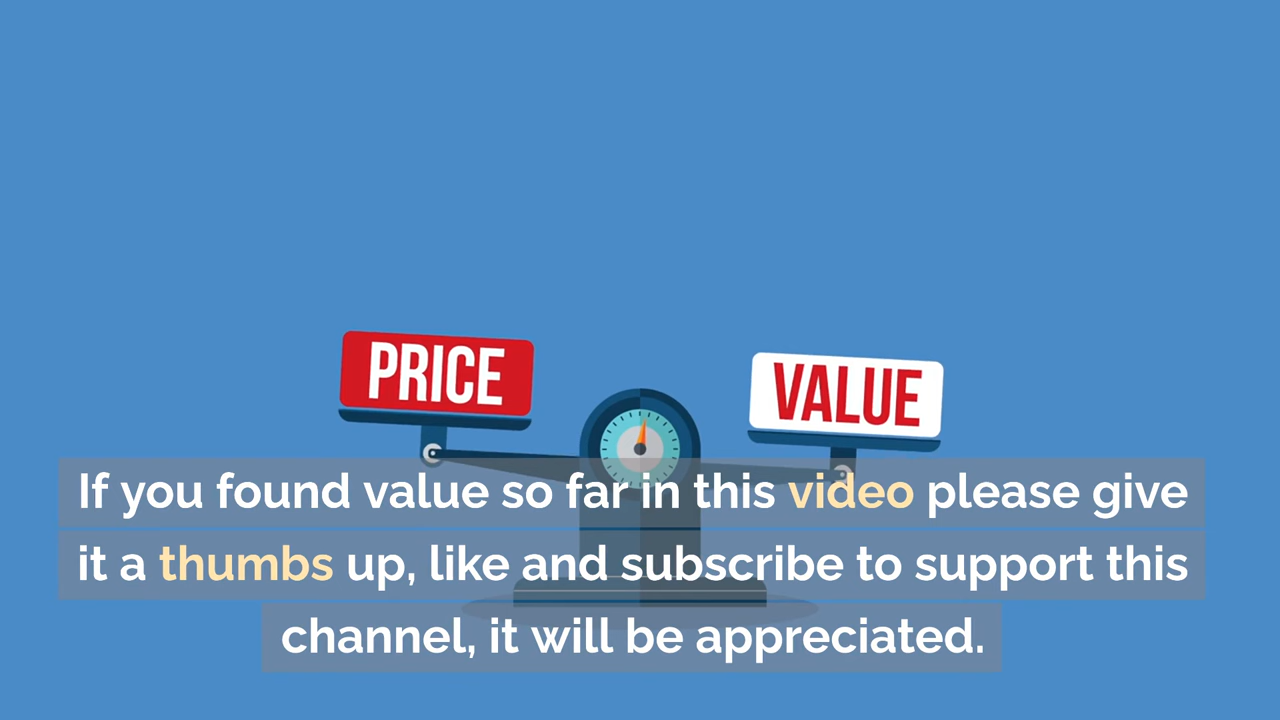 PRICE
VALUE
If you found value so far in this video please give
it a thumbs up, like and subscribe to support this
channel, it will be appreciated.